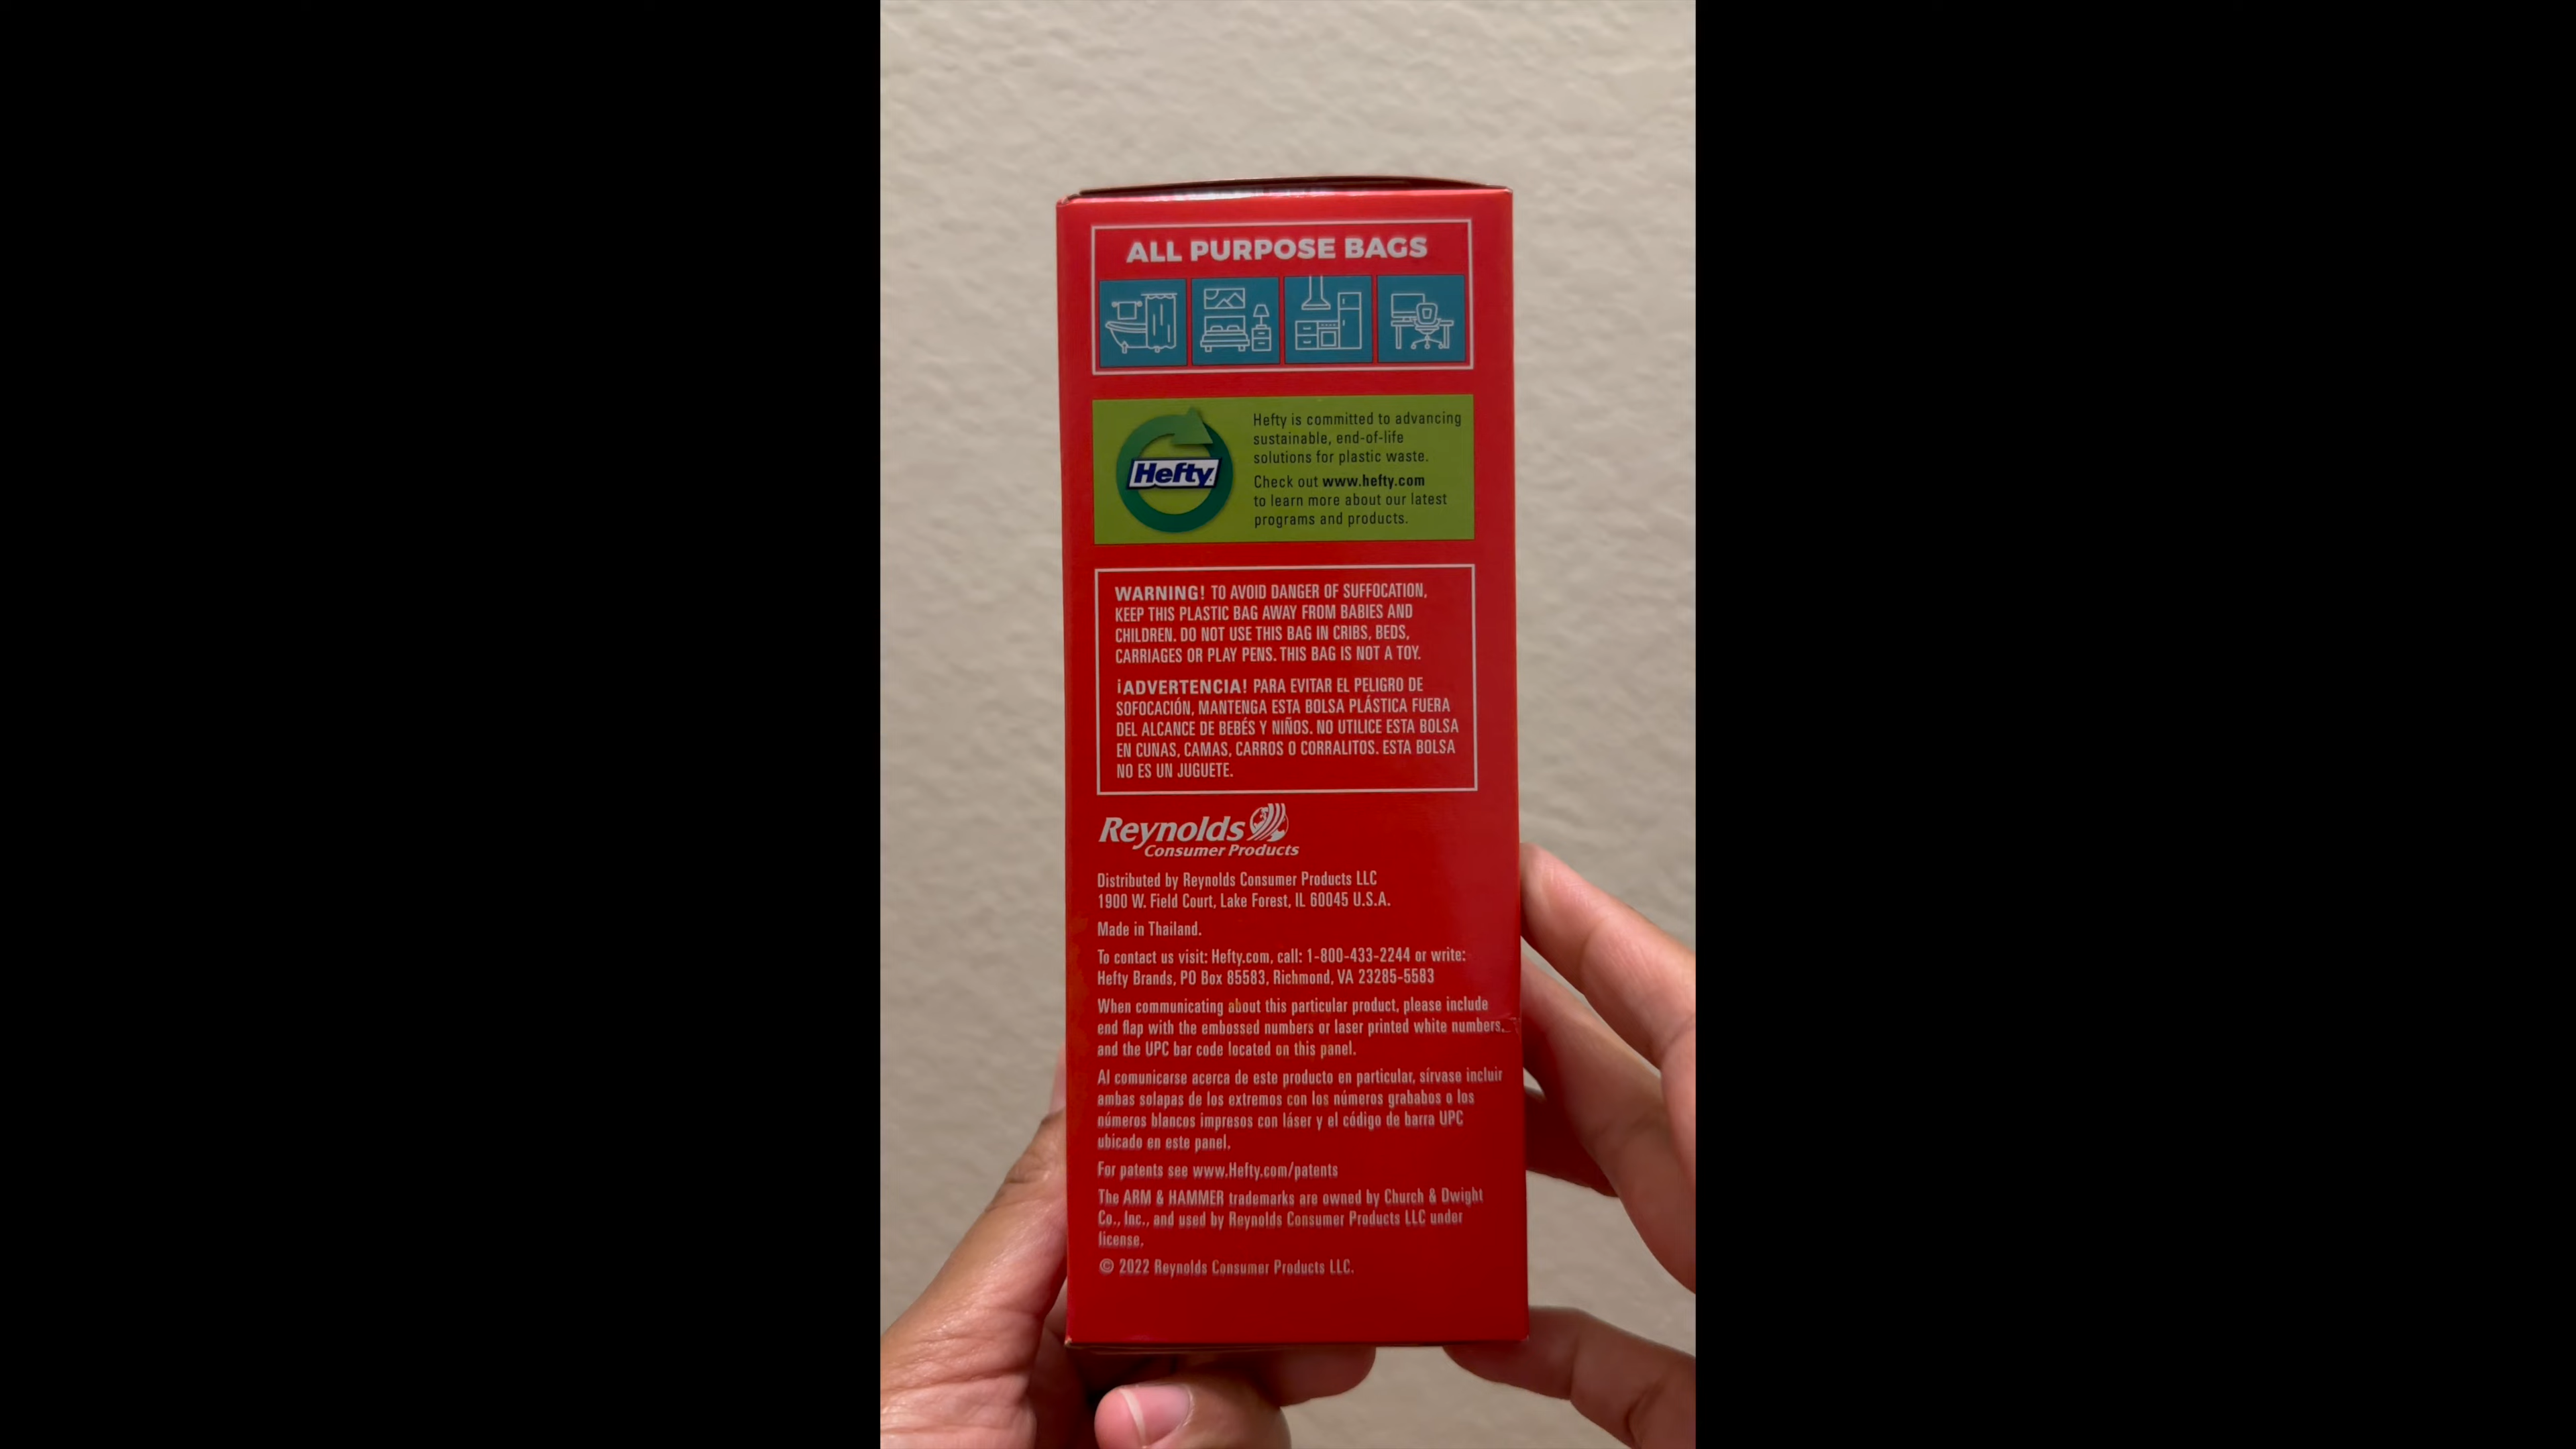 ALL PURPOSE BAGS
Hefty
Hefty is committed to advancing
sustainable, end-of-life
solutions for plastic waste.
Check out www.hefty.com
to learn more about our latest
programs and products.
WARNING! TO AVOID DANGER OF SUFFOCATION,
KEEP THIS PLASTIC BAG AWAY FROM BABIES AND
CHILDREN. DO NOT USE THIS BAG IN CRIBS, BEDS,
CARRIAGES OR PLAY PENS. THIS BAG IS NOT A TOY.
¡ADVERTENCIA! PARA EVITAR EL PELIGRO DE
SOFOCACIÓN, MANTENGA ESTA BOLSA PLÁSTICA FUERA
DEL ALCANCE DE BEBÉS Y NIÑOS. NO UTILICE ESTA BOLSA
EN CUNAS, CAMAS, CARROS O CORRALITOS. ESTA BOLSA
NO ES UN JUGUETE.
Reynolds
Consumer Products
Distributed by Reynolds Consumer Products LLC
1900 W. Field Court, Lake Forest, IL 60045 U.S.A.
Made in Thailand.
To contact us visit: Hefty.com, call: 1-800-433-2244 or write:
Hefty Brands, PO Box 85583, Richmond, VA 23285-5583
When communicating about this particular product, please include
end flap with the embossed numbers or laser printed white numbers.
and the UPC bar code located on this panel.
Al comunicarse acerca de este producto en particular, sírvase incluir
ambas solapas de los extremos con los números grababos o los
números blancos impresos con láser y el código de barra UPC
ubicado en este panel.
For patents see www.Hefty.com/patents
The ARM & HAMMER trademarks are owned by Church & Dwight
Co., Inc., and used by Reynolds Consumer Products LLC under
license.
© 2022 Reynolds Consumer Products LLC.